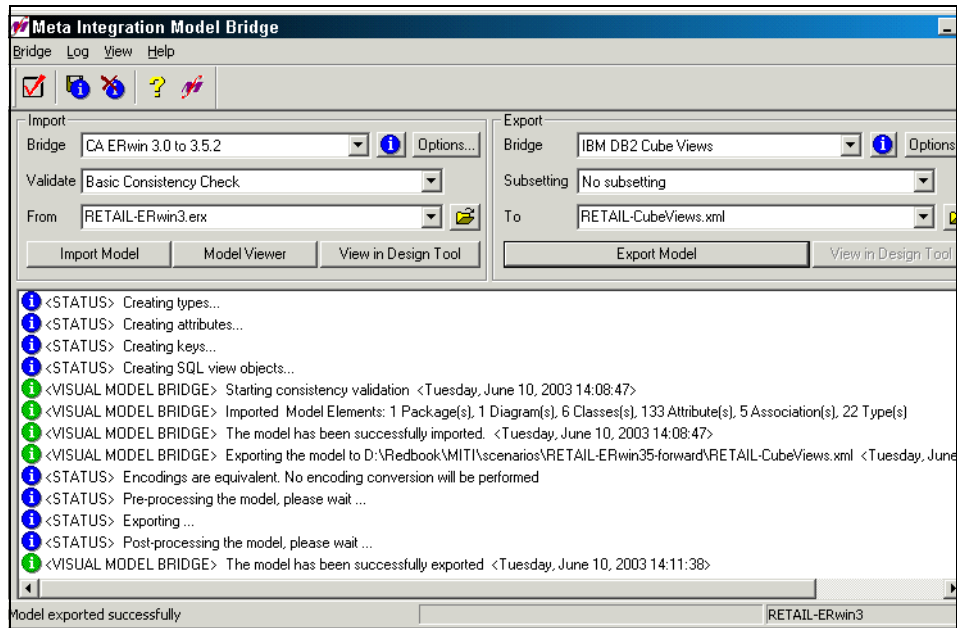 Meta Integration Model Bridge
Bridge Log View Help
Import
Bridge CA ERwin 3.0 to 3.5.2 Options...
Validate Basic Consistency Check
From RETAIL-ERwin3.erx
Import Model Model Viewer View in Design Tool
Export
Bridge IBM DB2 Cube Views Options
Subsetting No subsetting
To RETAIL-CubeViews.xml
Export Model View in Design Tool
<STATUS> Creating types...
<STATUS> Creating attributes...
<STATUS> Creating keys...
<STATUS> Creating SQL view objects...
<VISUAL MODEL BRIDGE> Starting consistency validation <Tuesday, June 10, 2003 14:08:47>
<VISUAL MODEL BRIDGE> Imported Model Elements: 1 Package(s), 1 Diagram(s), 6 Classes(s), 133 Attribute(s), 5 Association(s), 22 Type(s)
<VISUAL MODEL BRIDGE> The model has been successfully imported. <Tuesday, June 10, 2003 14:08:47>
<VISUAL MODEL BRIDGE> Exporting the model to D:\Redbook\MITI\scenarios\RETAIL-ERwin35-forward\RETAIL-CubeViews.xml <Tuesday, June
<STATUS> Encodings are equivalent. No encoding conversion will be performed
<STATUS> Pre-processing the model, please wait ...
<STATUS> Exporting ...
<STATUS> Post-processing the model, please wait ...
<VISUAL MODEL BRIDGE> The model has been successfully exported <Tuesday, June 10, 2003 14:11:38>
Model exported successfully RETAIL-ERwin3